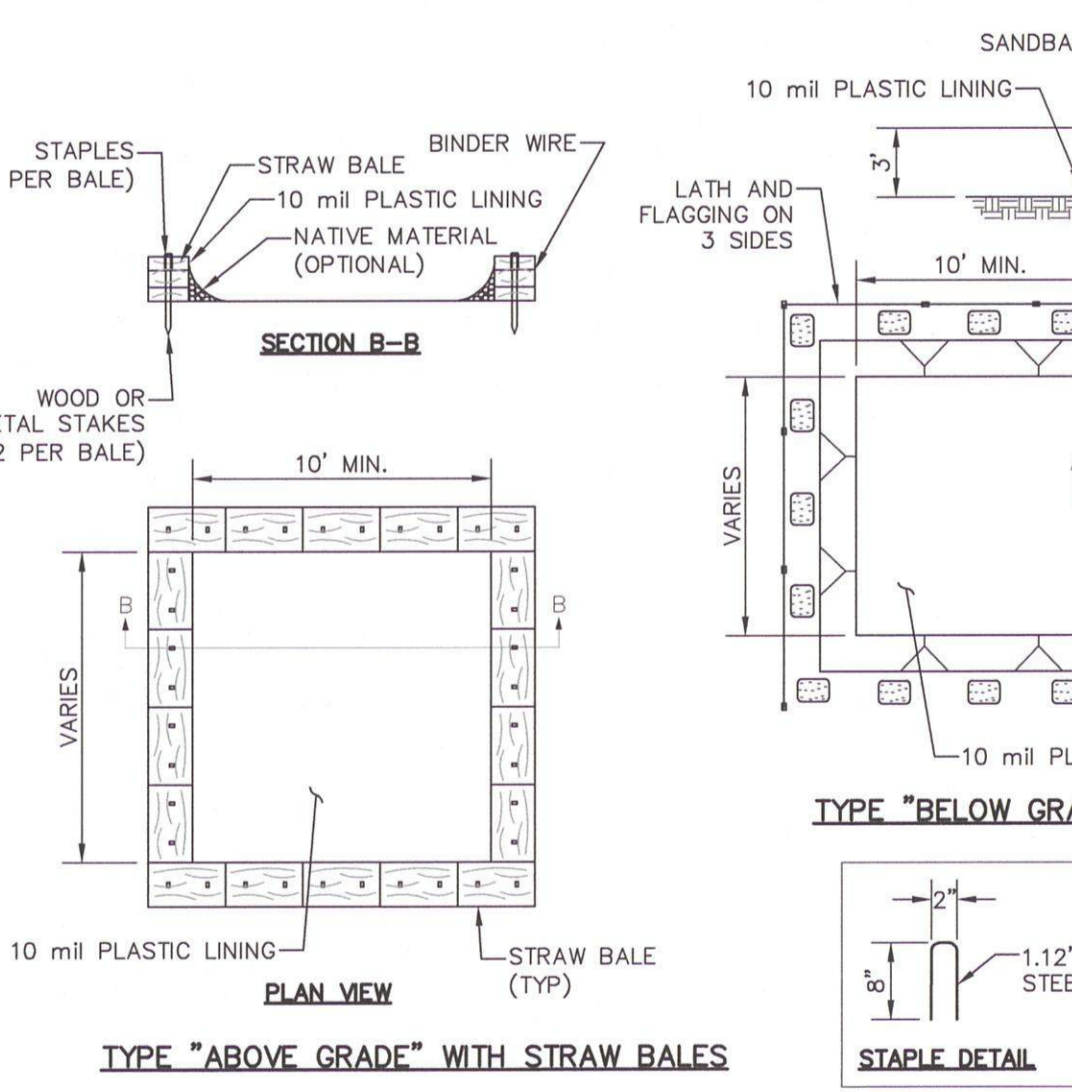 STAPLES
PER BALE)
STRAW BALE
10 mil PLASTIC LINING
NATIVE MATERIAL
(OPTIONAL)
BINDER WIRE
SECTION B-B
WOOD OR
ETAL STAKES
2 PER BALE)
10' MIN.
VARIES
B
B
10 mil PLASTIC LINING
STRAW BALE
(TYP)
PLAN VIEW
TYPE "ABOVE GRADE" WITH STRAW BALES
SANDBA
10 mil PLASTIC LINING
3'
LATH AND
FLAGGING ON
3 SIDES
10' MIN.
VARIES
10 mil PL
TYPE "BELOW GRA
2"
8"
1.12"
STEE
STAPLE DETAIL